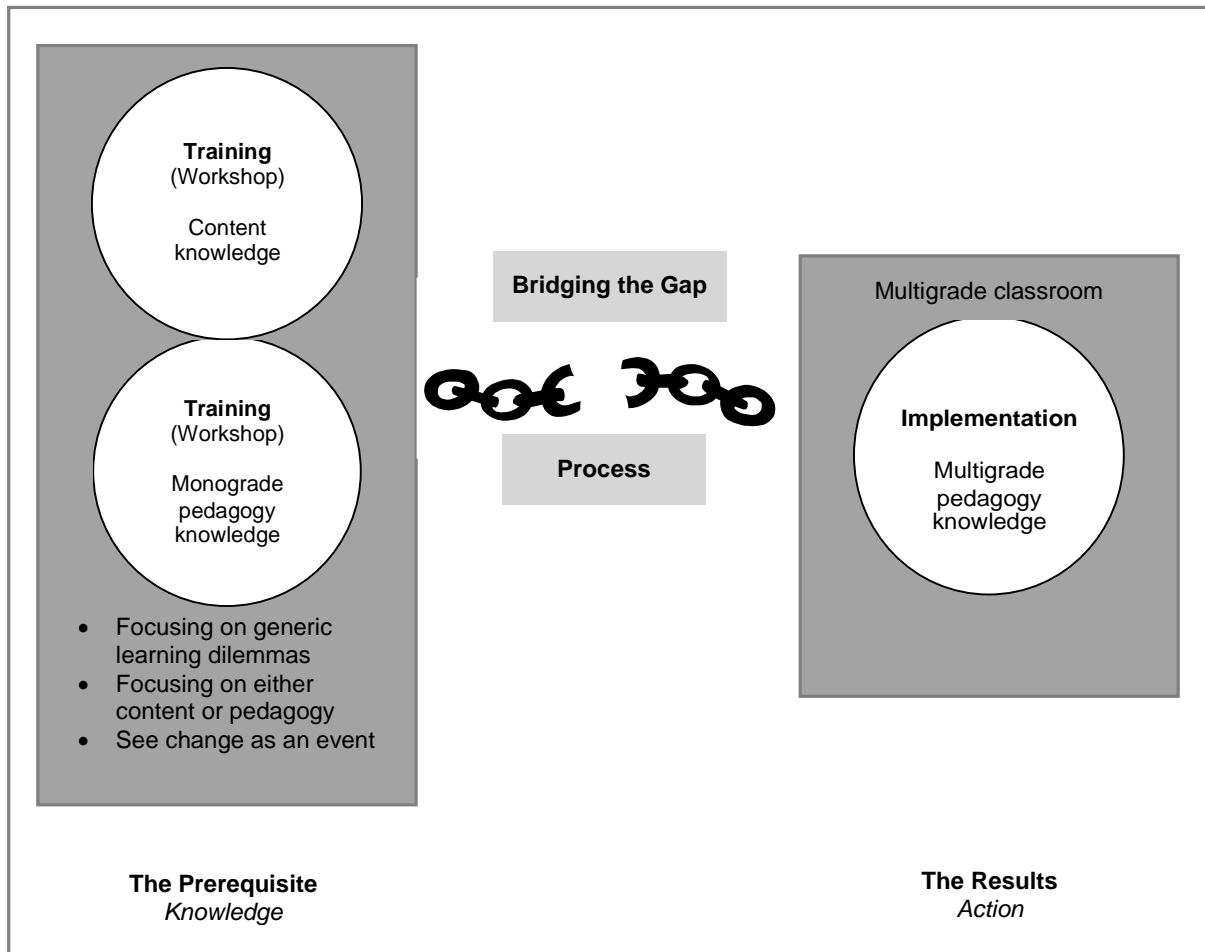 Training
(Workshop)
Content
knowledge
Training
(Workshop)
Monograde
pedagogy
knowledge
• Focusing on generic
learning dilemmas
• Focusing on either
content or pedagogy
• See change as an event
The Prerequisite
Knowledge
Bridging the Gap
Process
Multigrade classroom
Implementation
Multigrade
pedagogy
knowledge
The Results
Action